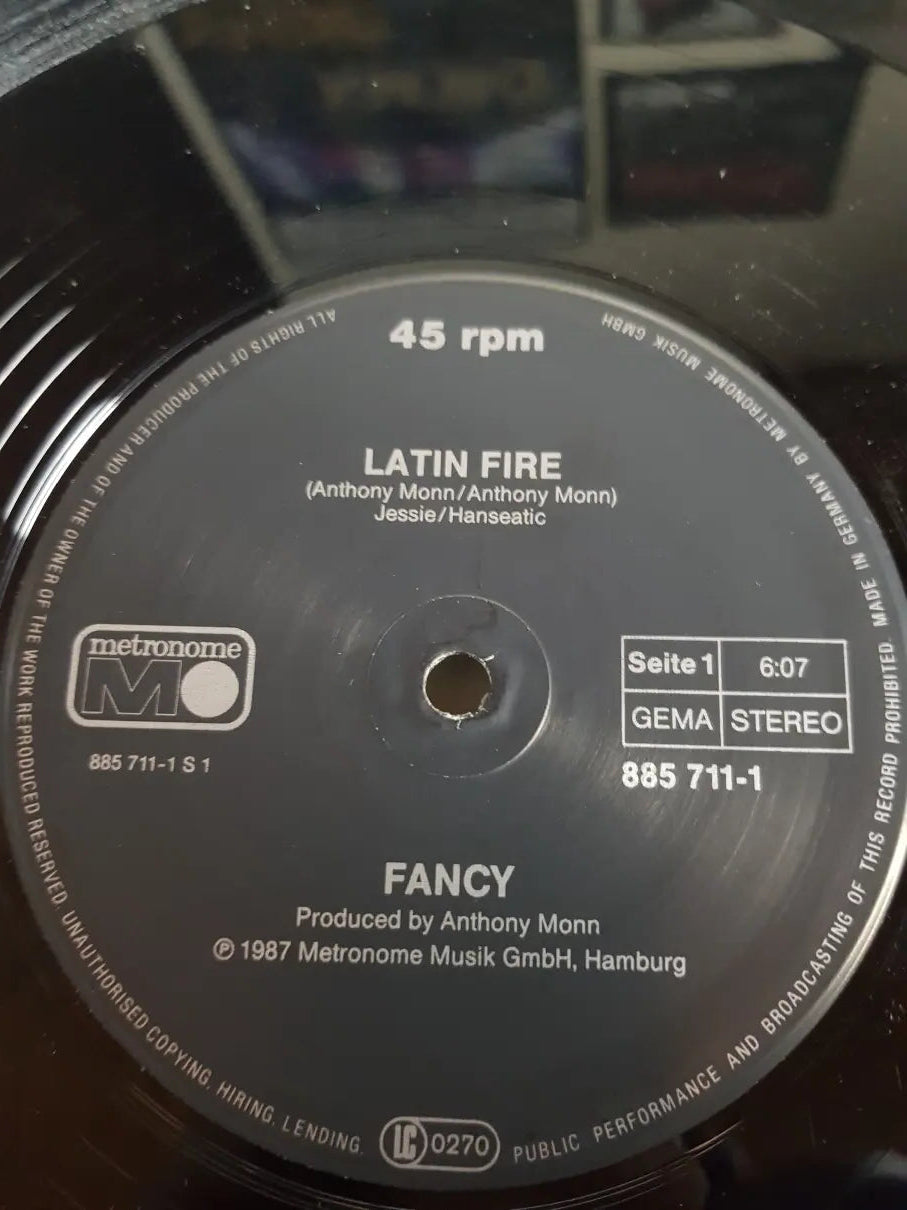 45 rpm
LATIN FIRE
(Anthony Monn/Anthony Monn)
Jessie/Hanseatic
metronome
M
885 711-1 S 1
Seite 1 6:07
GEMA STEREO
885 711-1
FANCY
Produced by Anthony Monn
℗ 1987 Metronome Musik GmbH, Hamburg
LC 0270
ALL RIGHTS OF THE PRODUCER AND OF THE OWNER OF THE WORK REPRODUCED RESERVED UNAUTHORISED COPYING. HIRING. LENDING. PUBLIC PERFORMANCE AND BROADCASTING OF THIS RECORD PROHIBITED. MADE IN GERMANY BY METRONOME MUSIK GMBH